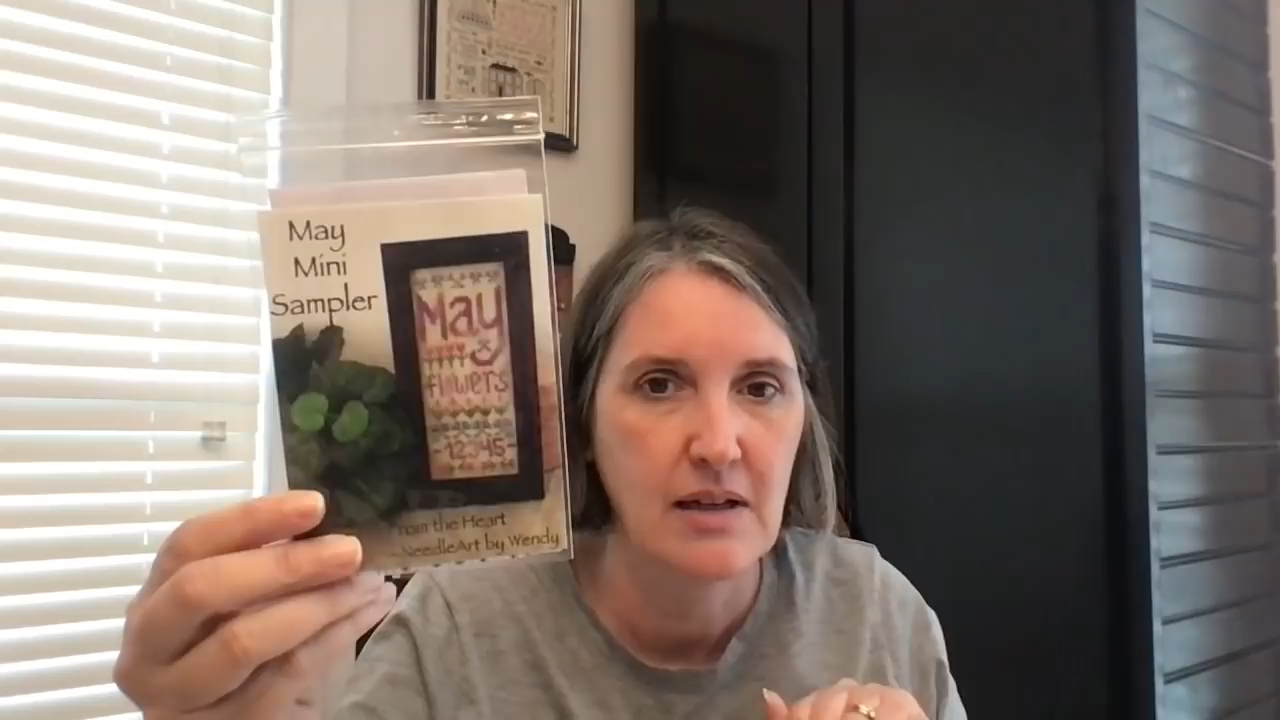 May
Mini
Sampler
May
flowers
12345
from the Heart
NeedleArt by Wendy